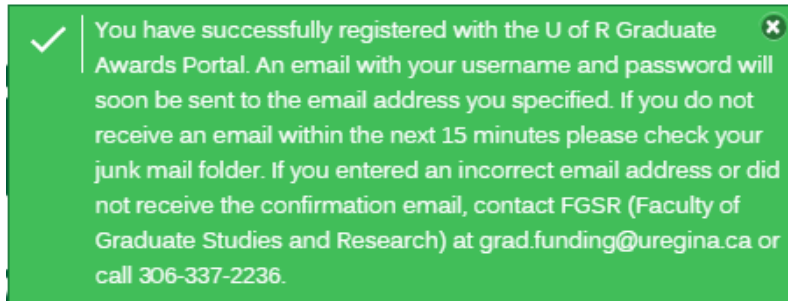 You have successfully registered with the U of R Graduate
Awards Portal. An email with your username and password will
soon be sent to the email address you specified. If you do not
receive an email within the next 15 minutes please check your
junk mail folder. If you entered an incorrect email address or did
not receive the confirmation email, contact FGSR (Faculty of
Graduate Studies and Research) at grad.funding@uregina.ca or
call 306-337-2236.